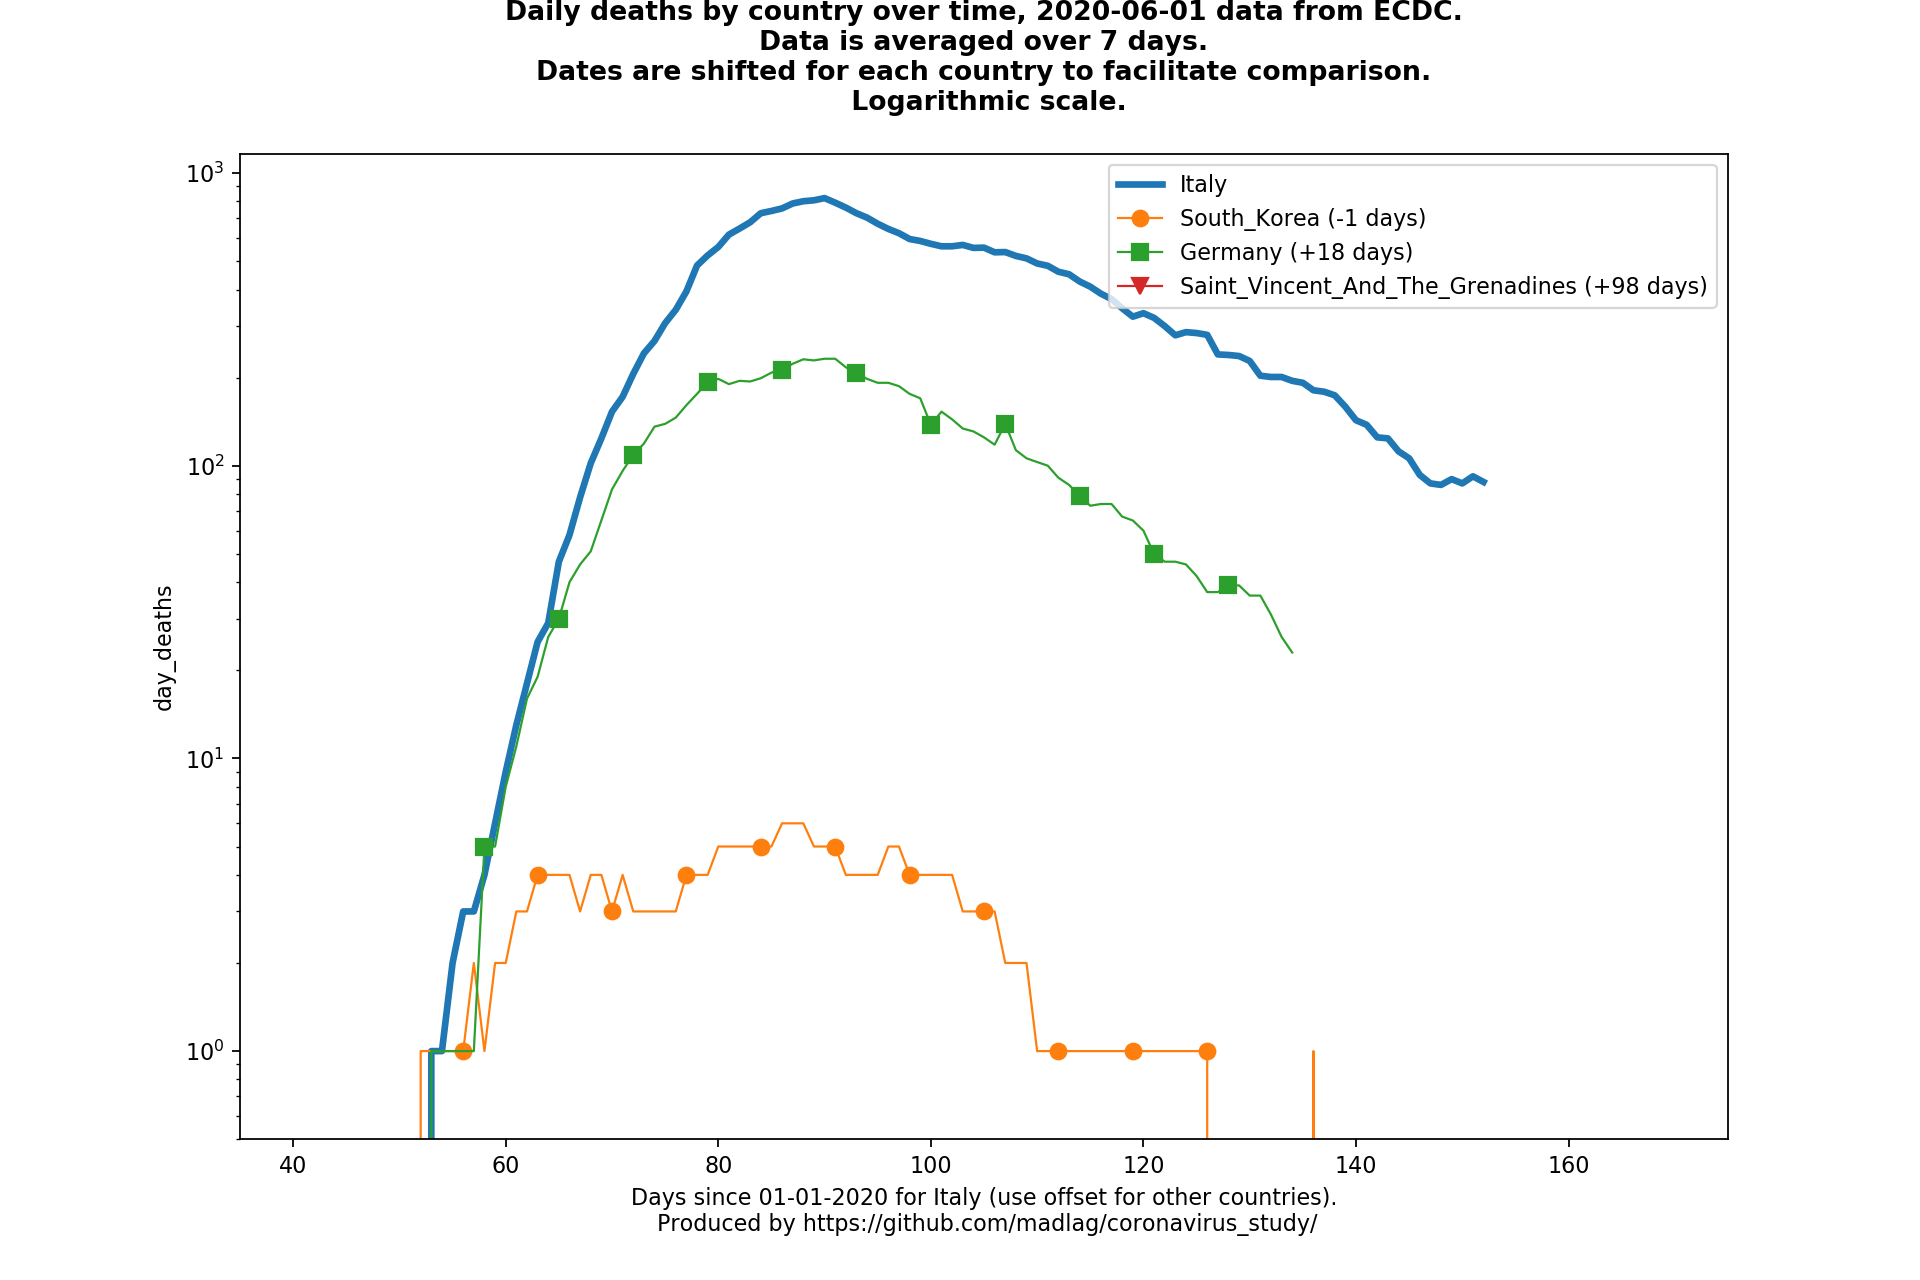 Daily deaths by country over time, 2020-06-01 data from ECDC.
Data is averaged over 7 days.
Dates are shifted for each country to facilitate comparison.
Logarithmic scale.
10³
10²
10¹
10⁰
day_deaths
Italy
South_Korea (-1 days)
Germany (+18 days)
Saint_Vincent_And_The_Grenadines (+98 days)
40 60 80 100 120 140 160
Days since 01-01-2020 for Italy (use offset for other countries).
Produced by https://github.com/madlag/coronavirus_study/